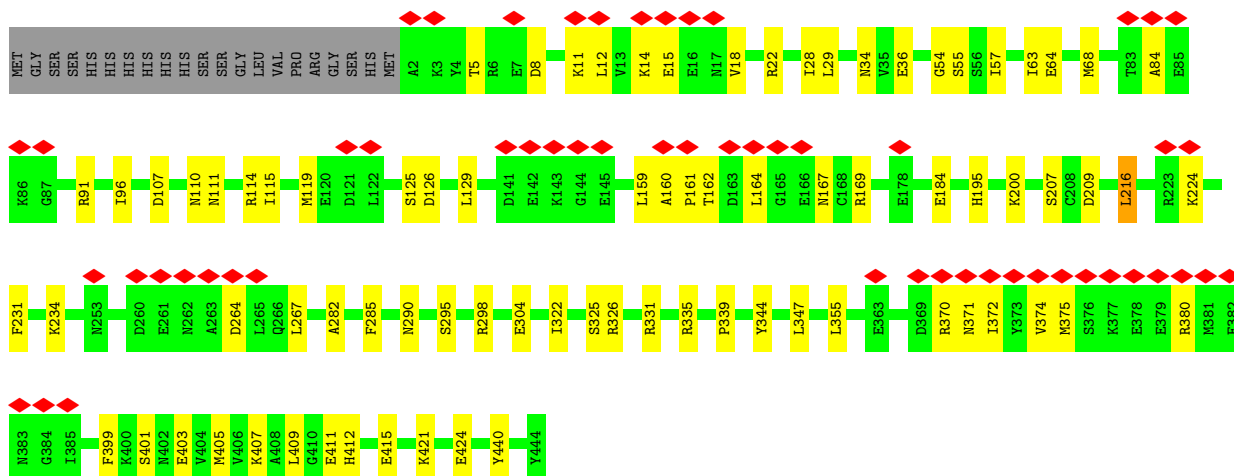 MET GLY SER SER HIS HIS HIS HIS HIS HIS SER SER GLY LEU VAL PRO ARG GLY SER HIS MET A2 K3 Y4 T5 R6 E7 D8 K11 L12 V13 K14 E15 E16 N17 V18 R22 I28 L29 N34 V35 E36 G54 S55 S56 I57 I63 E64 M68 T83 A84 E85
K86 G87 R91 I96 D107 N110 N111 R114 I115 M119 E120 D121 L122 S125 D126 L129 D141 E142 K143 G144 E145 L159 A160 P161 T162 D163 L164 G165 E166 N167 C168 R169 E178 E184 H195 K200 S207 C208 D209 L216 R223 K224
F231 K234 N253 D260 E261 N262 A263 D264 L265 Q266 L267 A282 F285 N290 S295 R298 E304 I322 S325 R326 R331 R335 P339 Y344 L347 L355 E363 D369 R370 N371 I372 Y373 V374 M375 S376 K377 E378 E379 R380 M381
N383 G384 I385 F399 K400 S401 N402 E403 V404 M405 V406 K407 A408 L409 G410 E411 H412 E415 K421 E424 Y440 Y444